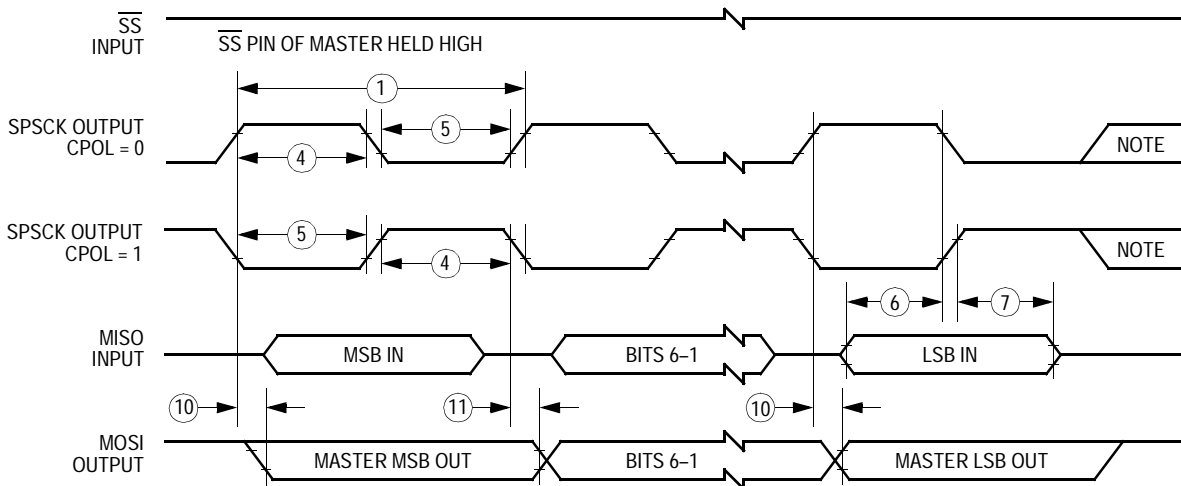 SS
INPUT
SS PIN OF MASTER HELD HIGH
1
SPSCK OUTPUT
CPOL = 0
5
4
NOTE
SPSCK OUTPUT
CPOL = 1
5
4
NOTE
6
7
MISO
INPUT
MSB IN
BITS 6–1
LSB IN
10
11
10
MOSI
OUTPUT
MASTER MSB OUT
BITS 6–1
MASTER LSB OUT